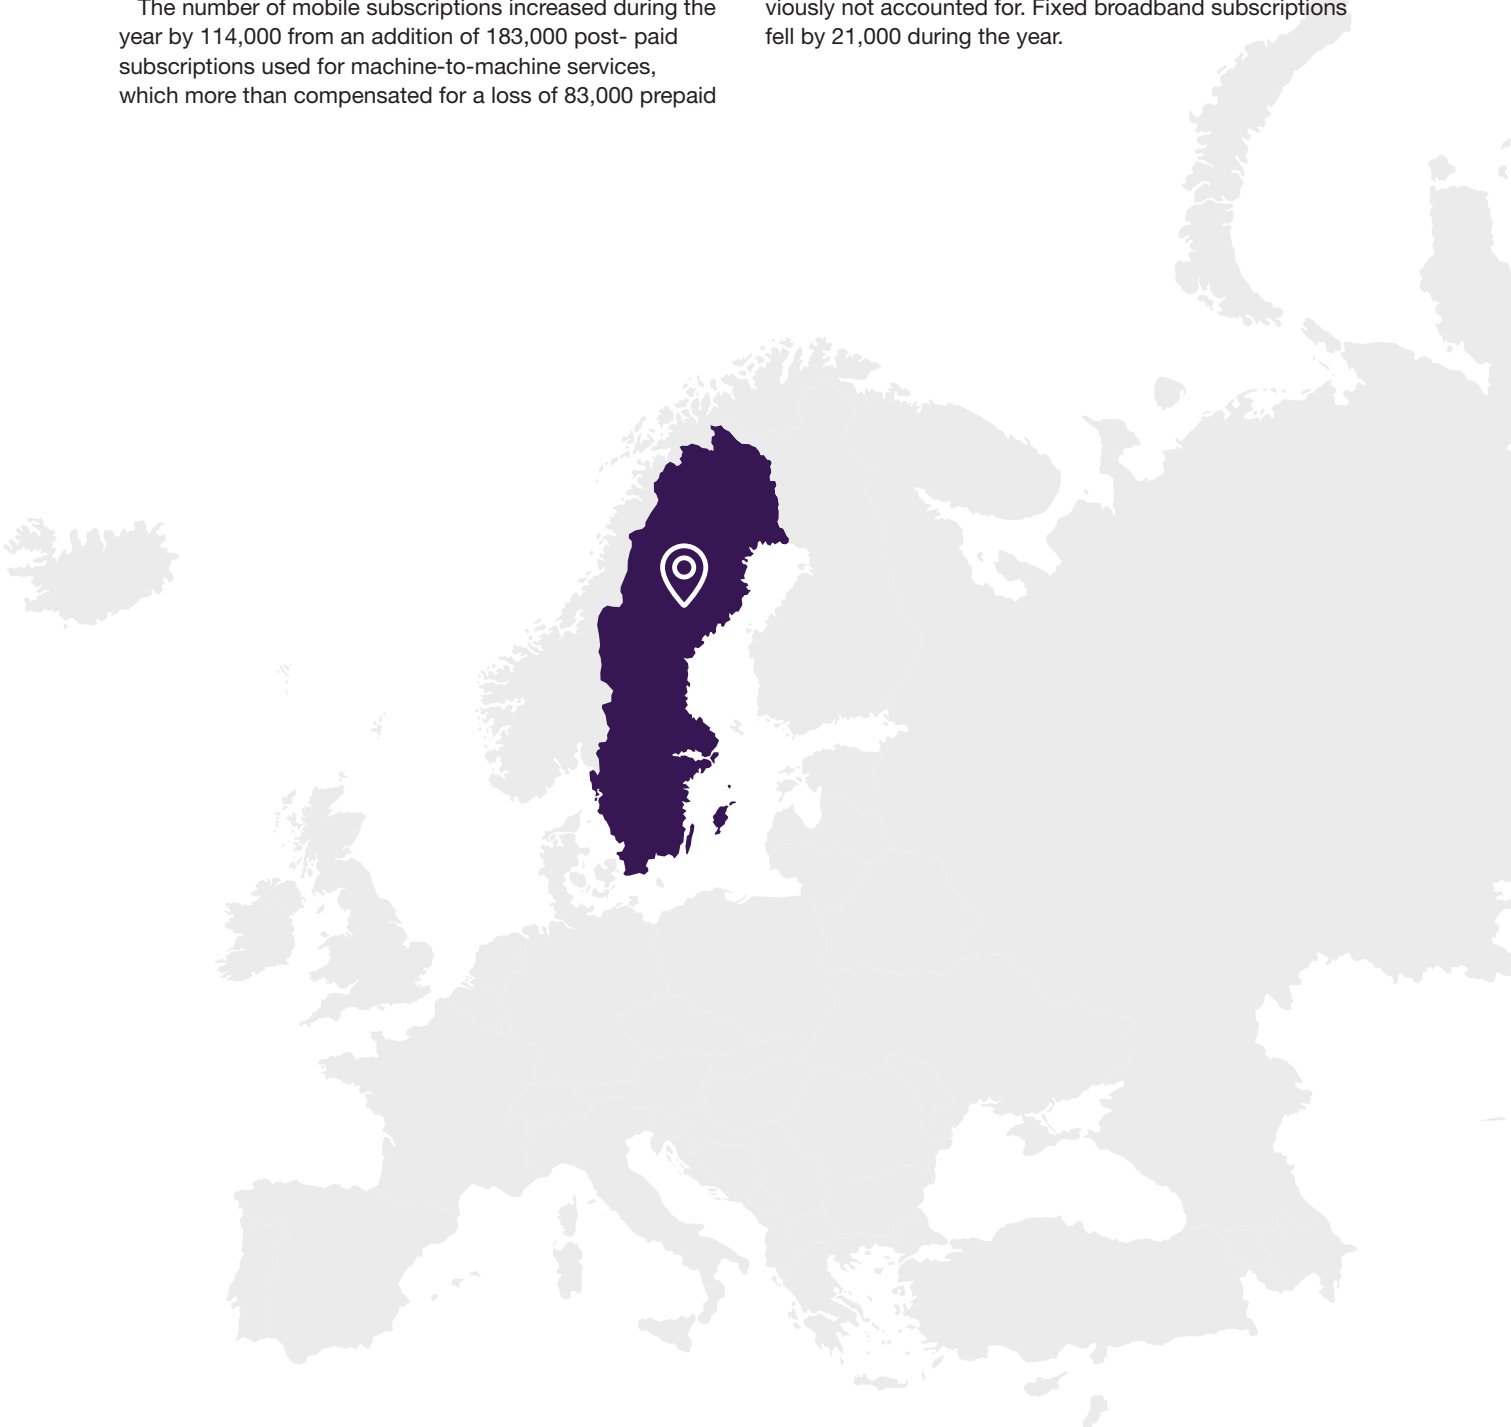 The number of mobile subscriptions increased during the
year by 114,000 from an addition of 183,000 post- paid
subscriptions used for machine-to-machine services,
which more than compensated for a loss of 83,000 prepaid
viously not accounted for. Fixed broadband subscriptions
fell by 21,000 during the year.